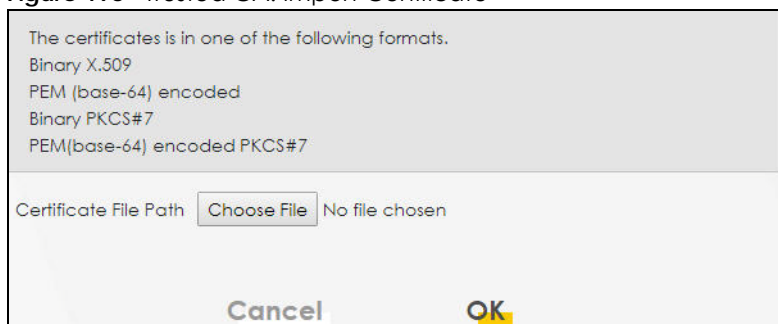 The certificates is in one of the following formats.
Binary X.509
PEM (base-64) encoded
Binary PKCS#7
PEM(base-64) encoded PKCS#7
Certificate File Path Choose File No file chosen
Cancel OK